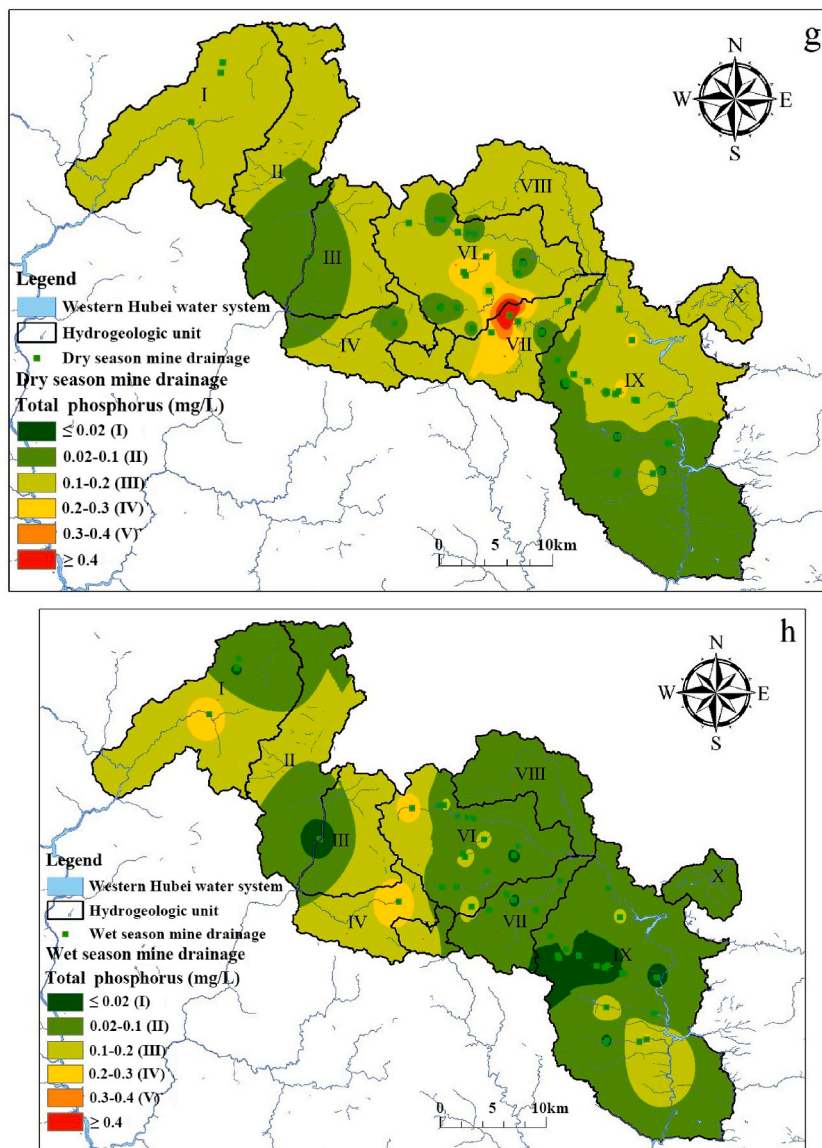 g
N
W E
S
I
II
III
IV
V
VI
VII
VIII
IX
X
Legend
Western Hubei water system
Hydrogeologic unit
Dry season mine drainage
Dry season mine drainage
Total phosphorus (mg/L)
≤ 0.02 (I)
0.02-0.1 (II)
0.1-0.2 (III)
0.2-0.3 (IV)
0.3-0.4 (V)
≥ 0.4
0 5 10km
h
N
W E
S
I
II
III
IV
V
VI
VII
VIII
IX
X
Legend
Western Hubei water system
Hydrogeologic unit
Wet season mine drainage
Wet season mine drainage
Total phosphorus (mg/L)
≤ 0.02 (I)
0.02-0.1 (II)
0.1-0.2 (III)
0.2-0.3 (IV)
0.3-0.4 (V)
≥ 0.4
0 5 10km